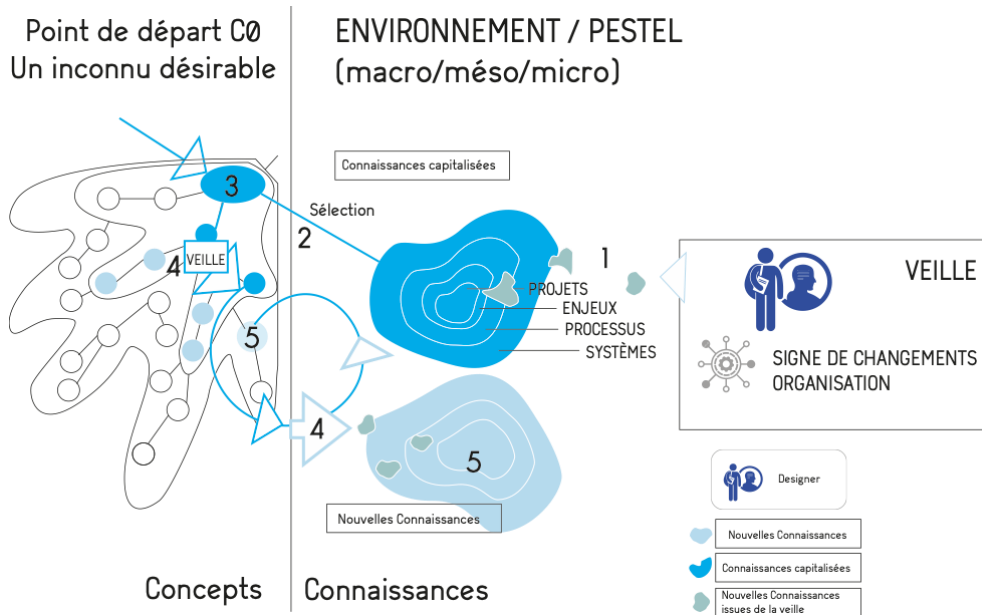 Point de départ C0
Un inconnu désirable
ENVIRONNEMENT / PESTEL
(macro/méso/micro)
Connaissances capitalisées
3
Sélection
2
4
VEILLE
1
PROJETS
ENJEUX
PROCESSUS
SYSTÈMES
VEILLE
SIGNE DE CHANGEMENTS
ORGANISATION
5
4
5
Nouvelles Connaissances
Designer
Nouvelles Connaissances
Connaissances capitalisées
Nouvelles Connaissances
issues de la veille
Concepts
Connaissances